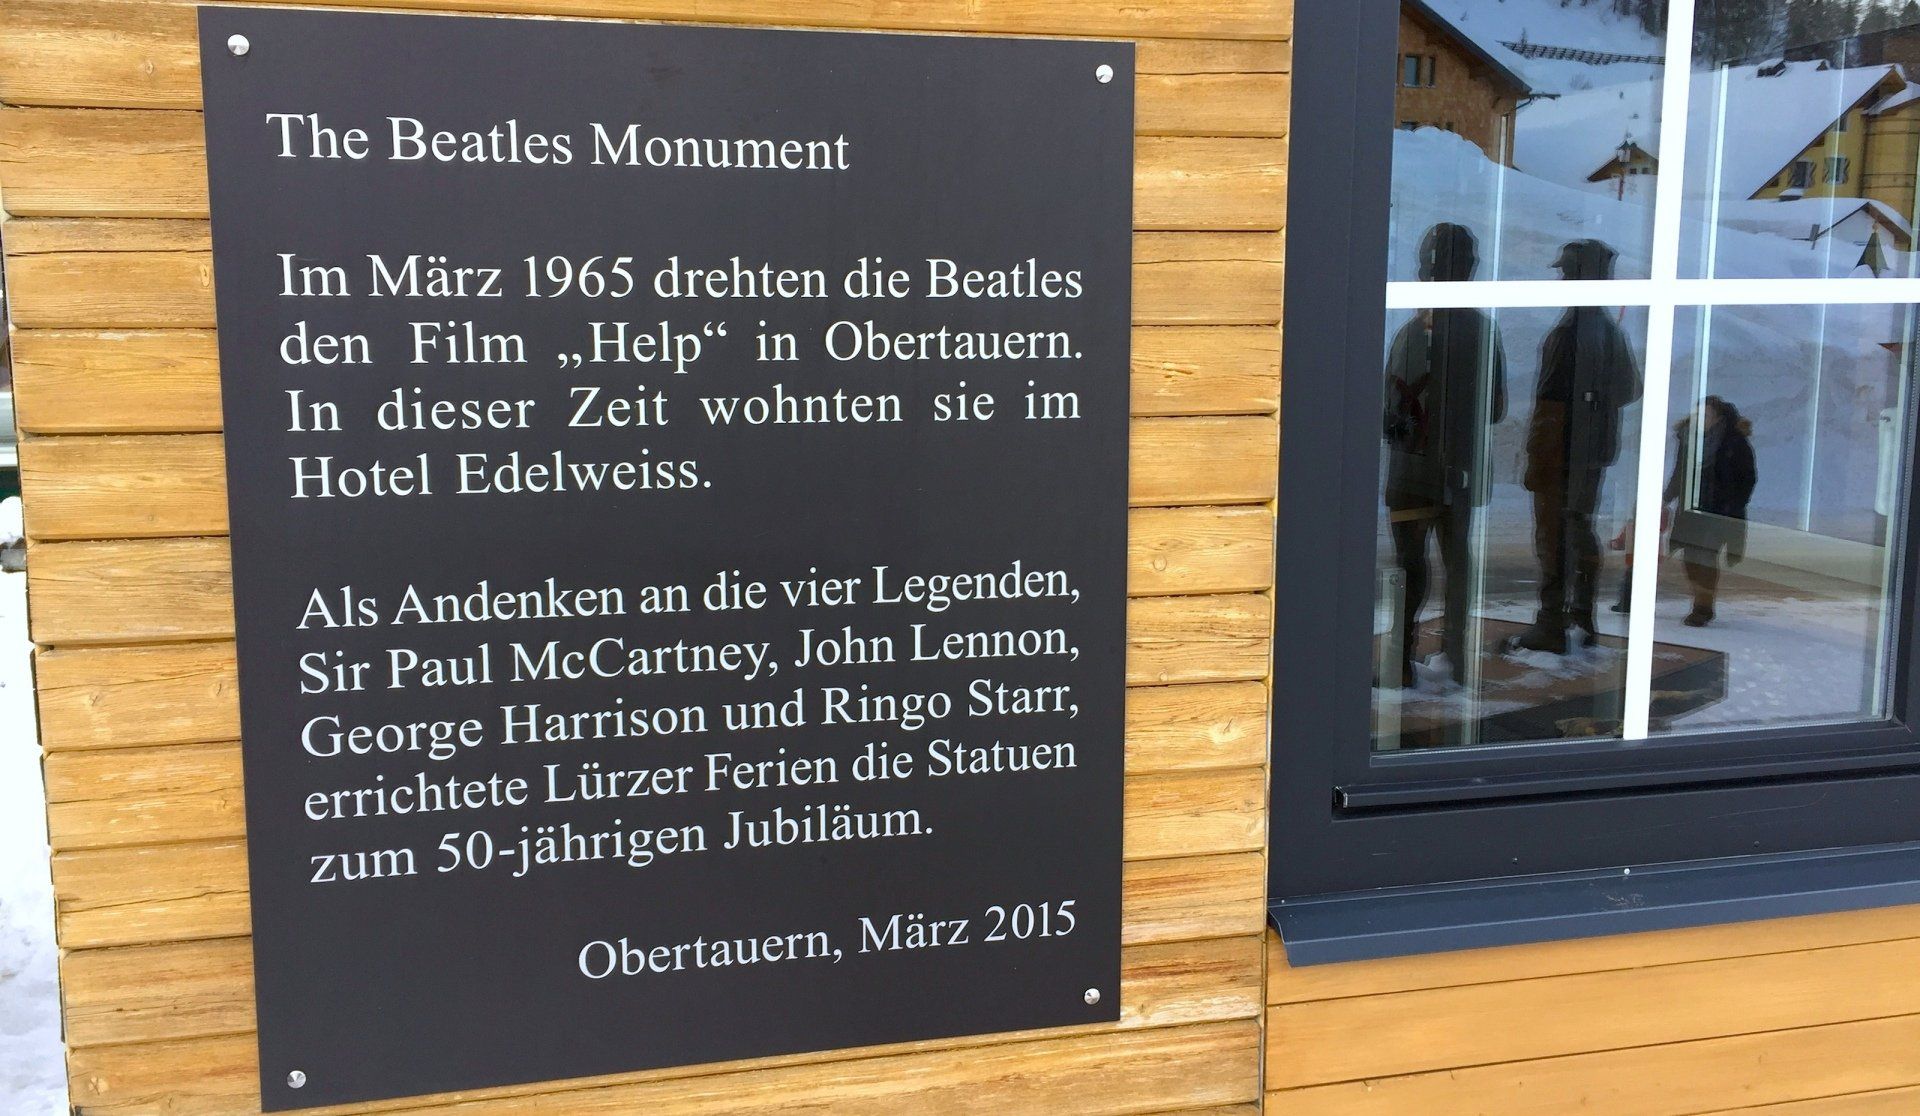 The Beatles Monument
Im März 1965 drehten die Beatles
den Film „Help“ in Obertauern.
In dieser Zeit wohnten sie im
Hotel Edelweiss.
Als Andenken an die vier Legenden,
Sir Paul McCartney, John Lennon,
George Harrison und Ringo Starr,
errichtete Lürzer Ferien die Statuen
zum 50-jährigen Jubiläum.
Obertauern, März 2015